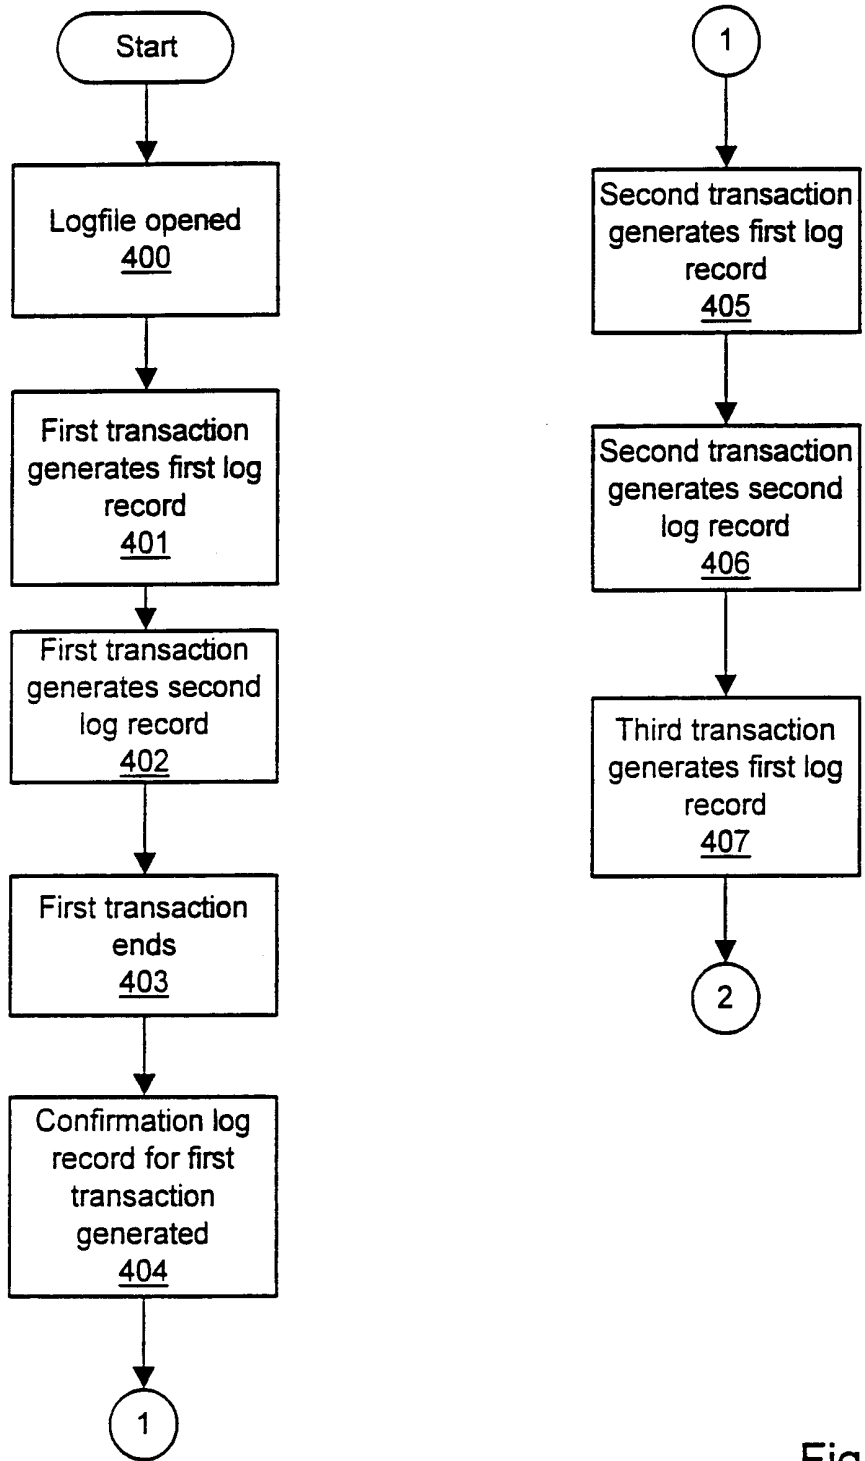 Start
Logfile opened
400
First transaction
generates first log
record
401
First transaction
generates second
log record
402
First transaction
ends
403
Confirmation log
record for first
transaction
generated
404
1
1
Second transaction
generates first log
record
405
Second transaction
generates second
log record
406
Third transaction
generates first log
record
407
2